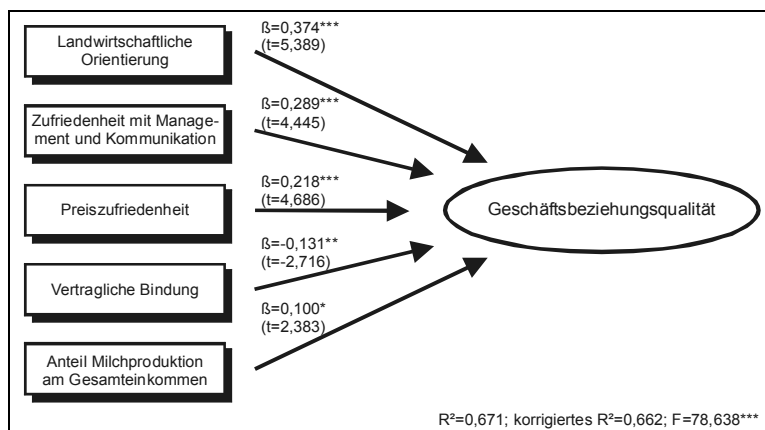 Landwirtschaftliche
Orientierung
ß=0,374***
(t=5,389)
Zufriedenheit mit Manage-
ment und Kommunikation
ß=0,289***
(t=4,445)
Preiszufriedenheit
ß=0,218***
(t=4,686)
Vertragliche Bindung
ß=-0,131**
(t=-2,716)
Anteil Milchproduktion
am Gesamteinkommen
ß=0,100*
(t=2,383)
Geschäftsbeziehungsqualität
R²=0,671; korrigiertes R²=0,662; F=78,638***